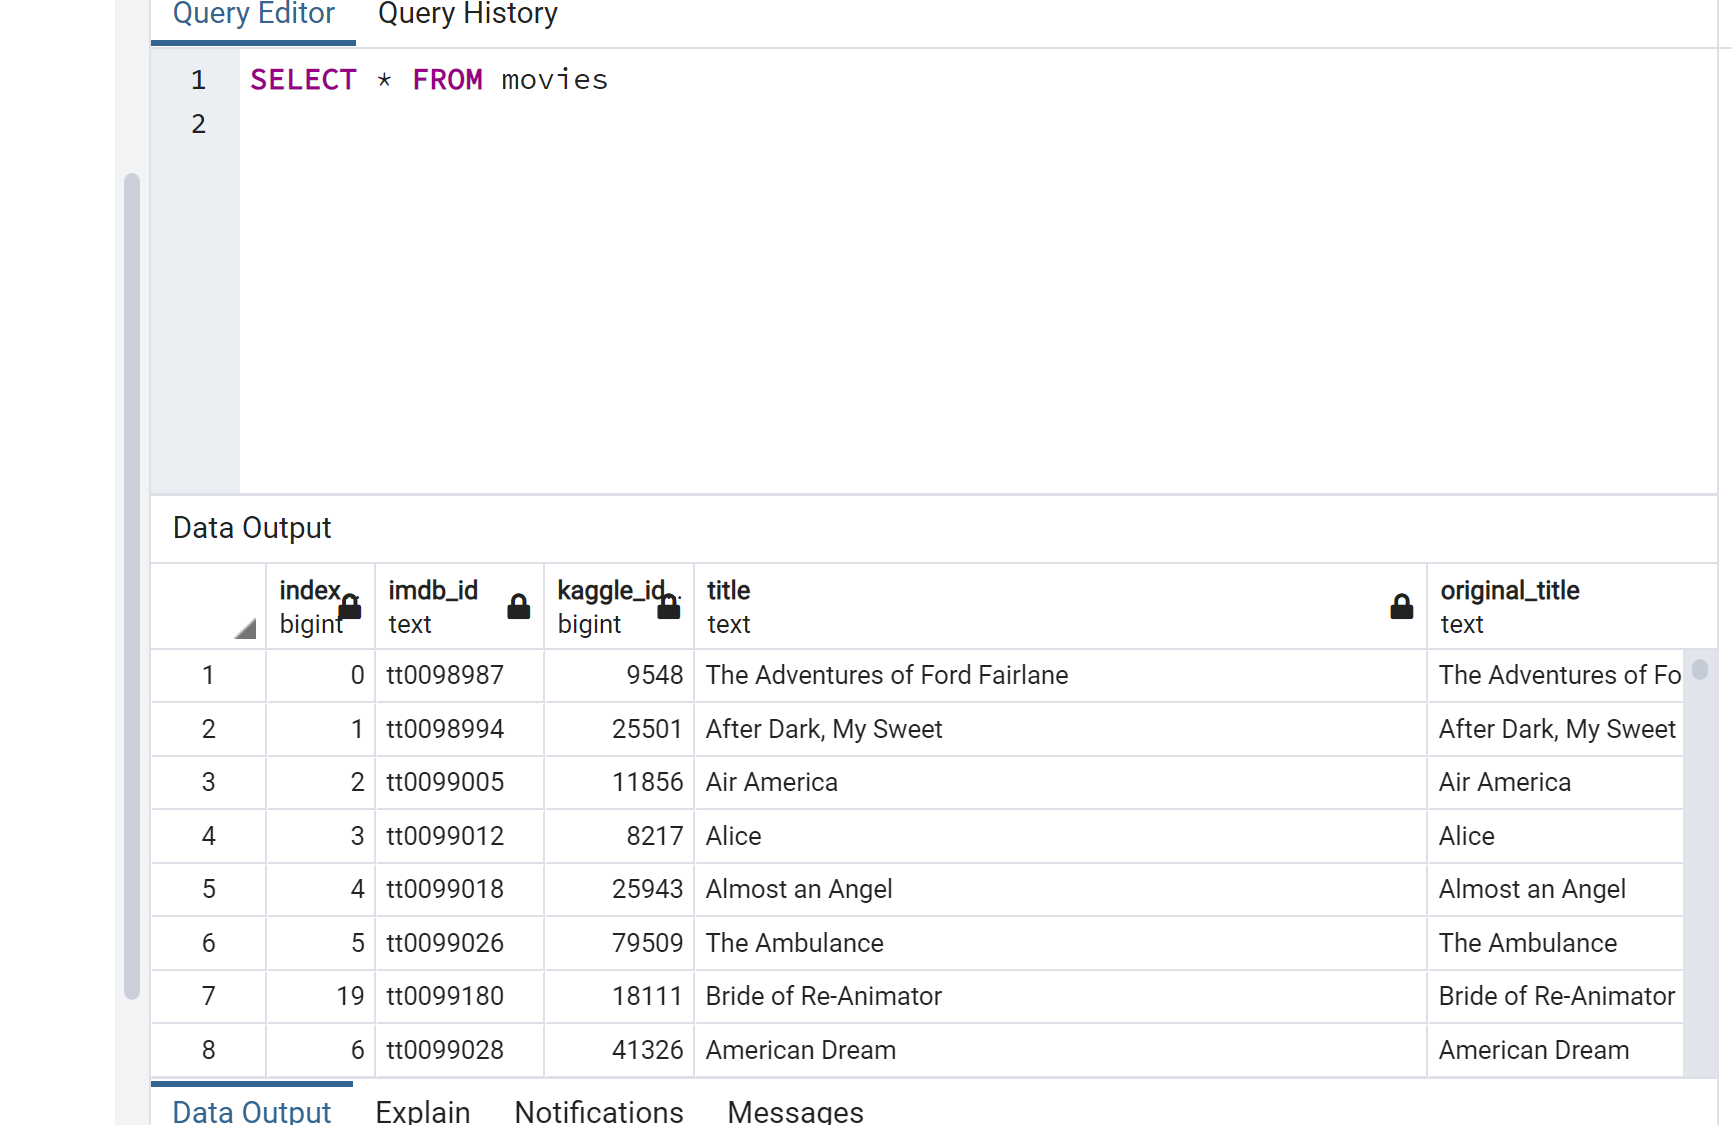 Query Editor Query History
1 SELECT * FROM movies
2
Data Output
index.. imdb_id kaggle_id.. title original_title
bigint text bigint text text
1 0 tt0098987 9548 The Adventures of Ford Fairlane The Adventures of Fo
2 1 tt0098994 25501 After Dark, My Sweet After Dark, My Sweet
3 2 tt0099005 11856 Air America Air America
4 3 tt0099012 8217 Alice Alice
5 4 tt0099018 25943 Almost an Angel Almost an Angel
6 5 tt0099026 79509 The Ambulance The Ambulance
7 19 tt0099180 18111 Bride of Re-Animator Bride of Re-Animator
8 6 tt0099028 41326 American Dream American Dream
Data Output Explain Notifications Messages